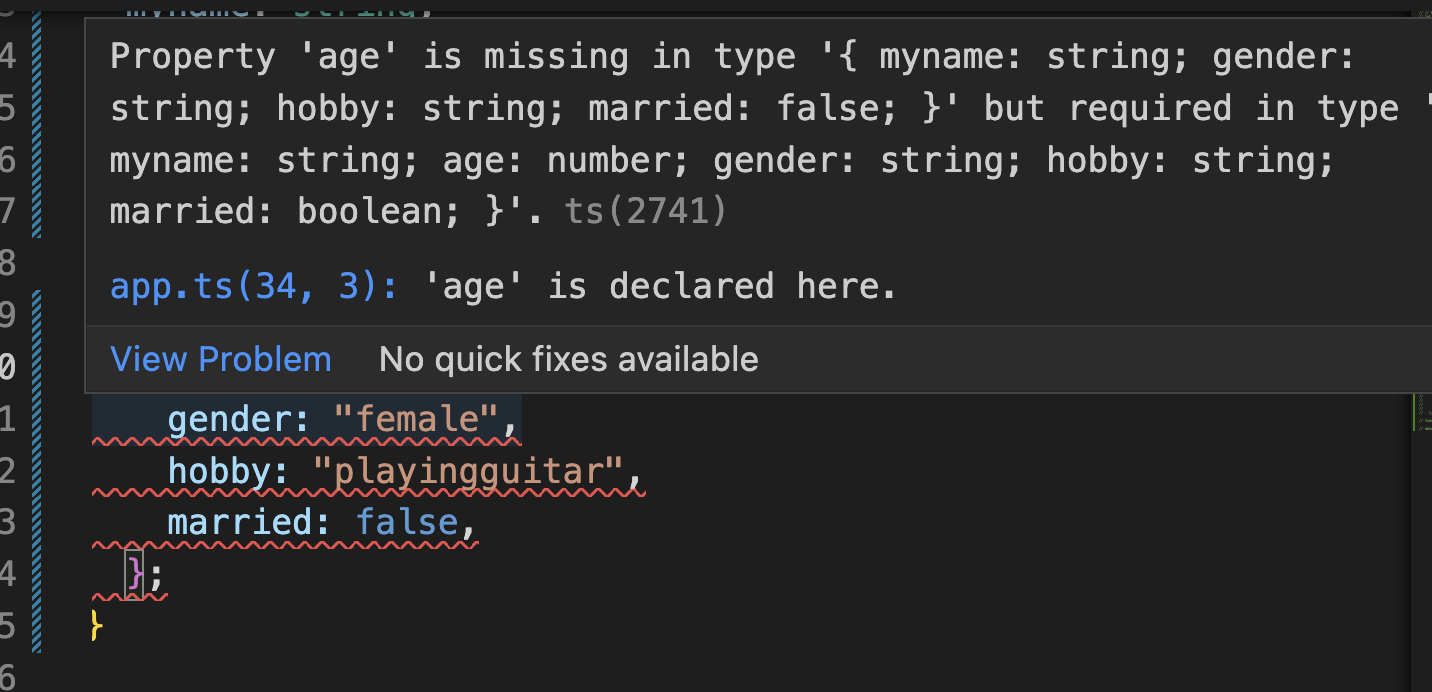 myname: string;
4 Property 'age' is missing in type '{ myname: string; gender:
5 string; hobby: string; married: false; }' but required in type '
6 myname: string; age: number; gender: string; hobby: string;
7 married: boolean; }'. ts(2741)
8 app.ts(34, 3): 'age' is declared here.
9
0 View Problem No quick fixes available
1 gender: "female",
2 hobby: "playingguitar",
3 married: false,
4 };
5 }
6